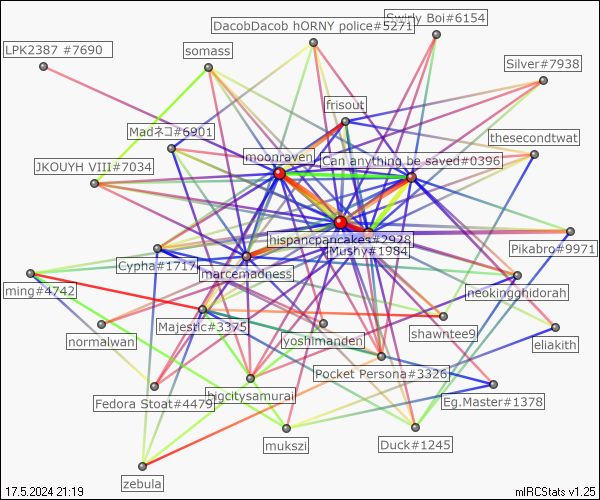 Swirly Boi#6154
DacobDacob hORNY police#5271
LPK2387 #7690
somass
Silver#7938
frisout
Madネコ#6901
thesecondtwat
moonraven
Can anything be saved#0396
JKOUYH VIII#7034
hispancpancakes#2928
Pikabro#9971
Mushy#1984
Cypha#1717
marcemadness
ming#4742
neokingghidorah
Majestic#3375
shawntee9
normalwan
yoshimanden
eliakith
Pocket Persona#3326
bigcitysamurai
Fedora Stoat#4479
Eg.Master#1378
mukszi
Duck#1245
zebula
17.5.2024 21:19
mIRCStats v1.25